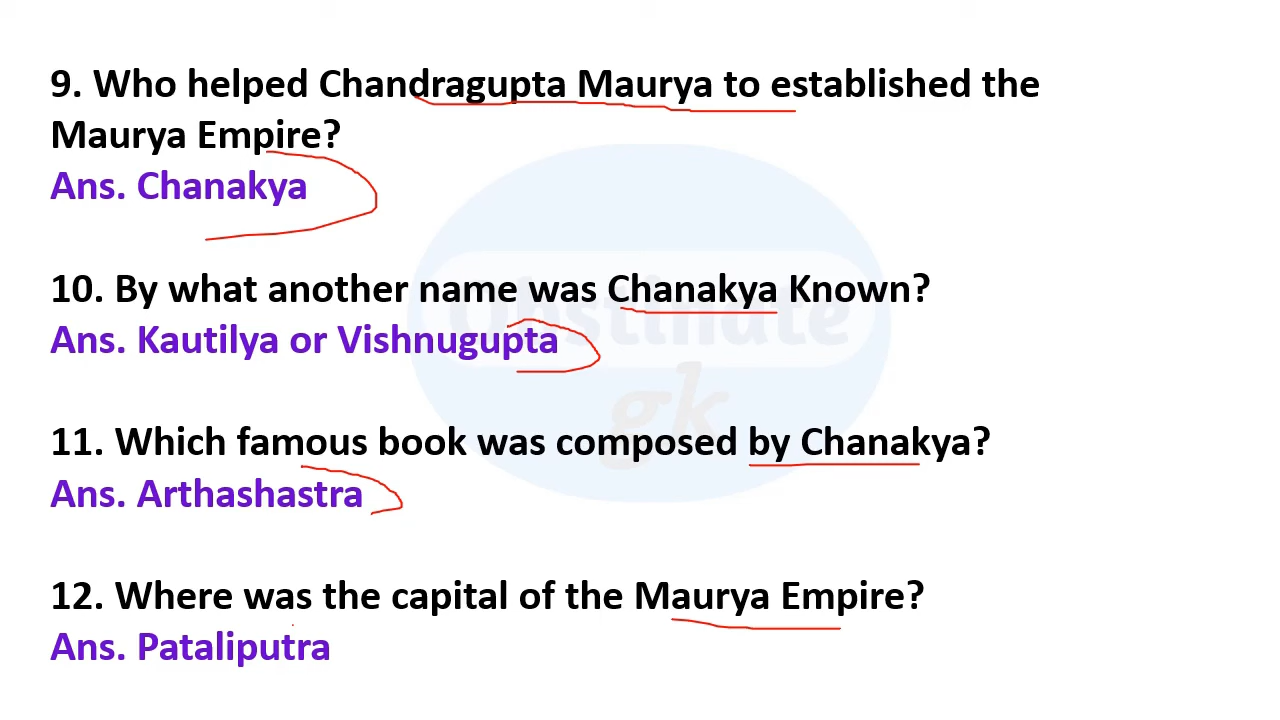 9. Who helped Chandragupta Maurya to established the
Maurya Empire?
Ans. Chanakya
10. By what another name was Chanakya Known?
Ans. Kautilya or Vishnugupta
11. Which famous book was composed by Chanakya?
Ans. Arthashastra
12. Where was the capital of the Maurya Empire?
Ans. Pataliputra
Obstinate
gk